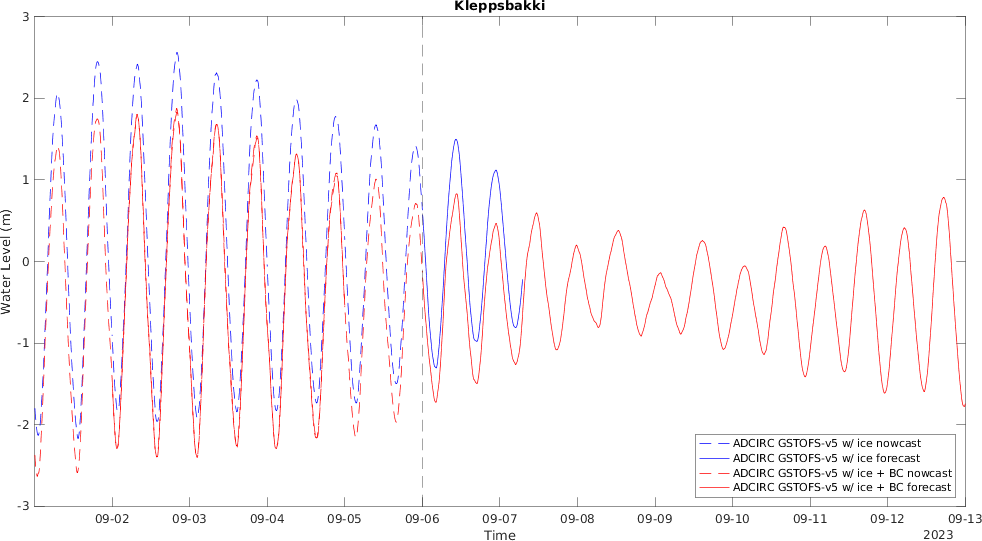 Kleppsbakki
3
2
1
0
-1
-2
-3
Water Level (m)
09-02
09-03
09-04
09-05
09-06
09-07
09-08
09-09
09-10
09-11
09-12
09-13
Time
2023
ADCIRC GSTOFS-v5 w/ ice nowcast
ADCIRC GSTOFS-v5 w/ ice forecast
ADCIRC GSTOFS-v5 w/ ice + BC nowcast
ADCIRC GSTOFS-v5 w/ ice + BC forecast